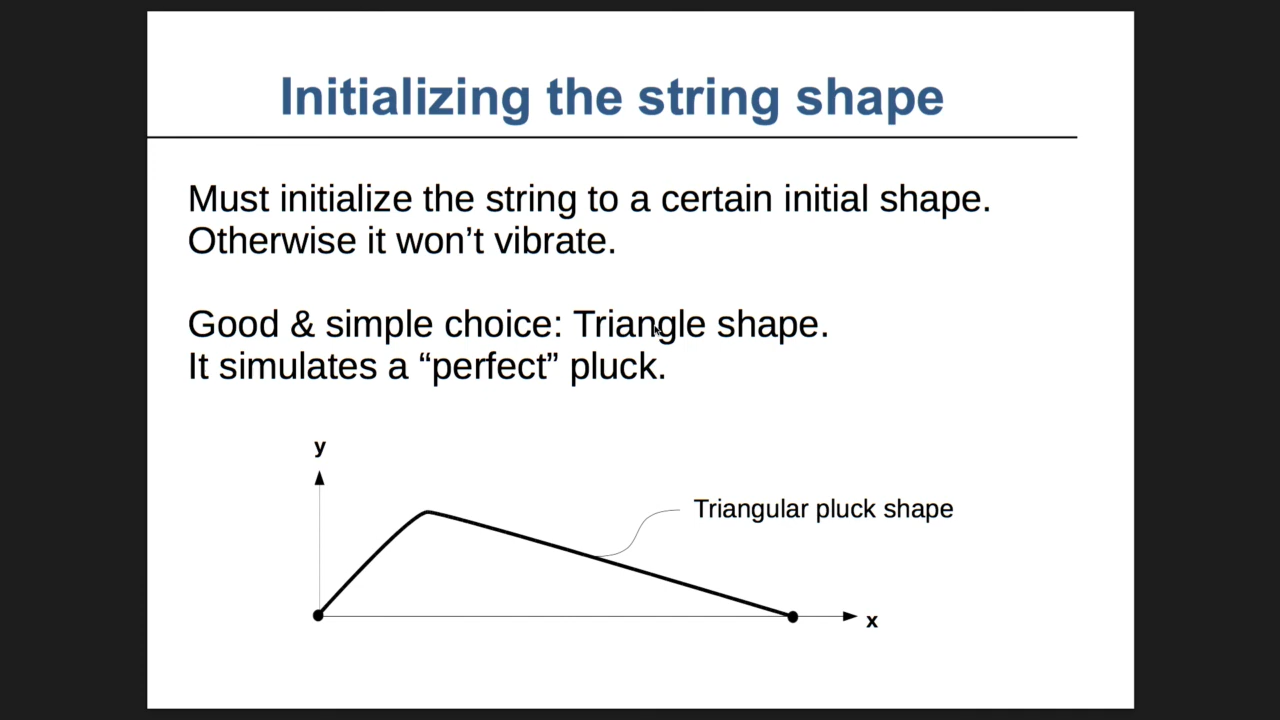 Initializing the string shape
Must initialize the string to a certain initial shape.
Otherwise it won’t vibrate.
Good & simple choice: Triangle shape.
It simulates a “perfect” pluck.
y
Triangular pluck shape
x